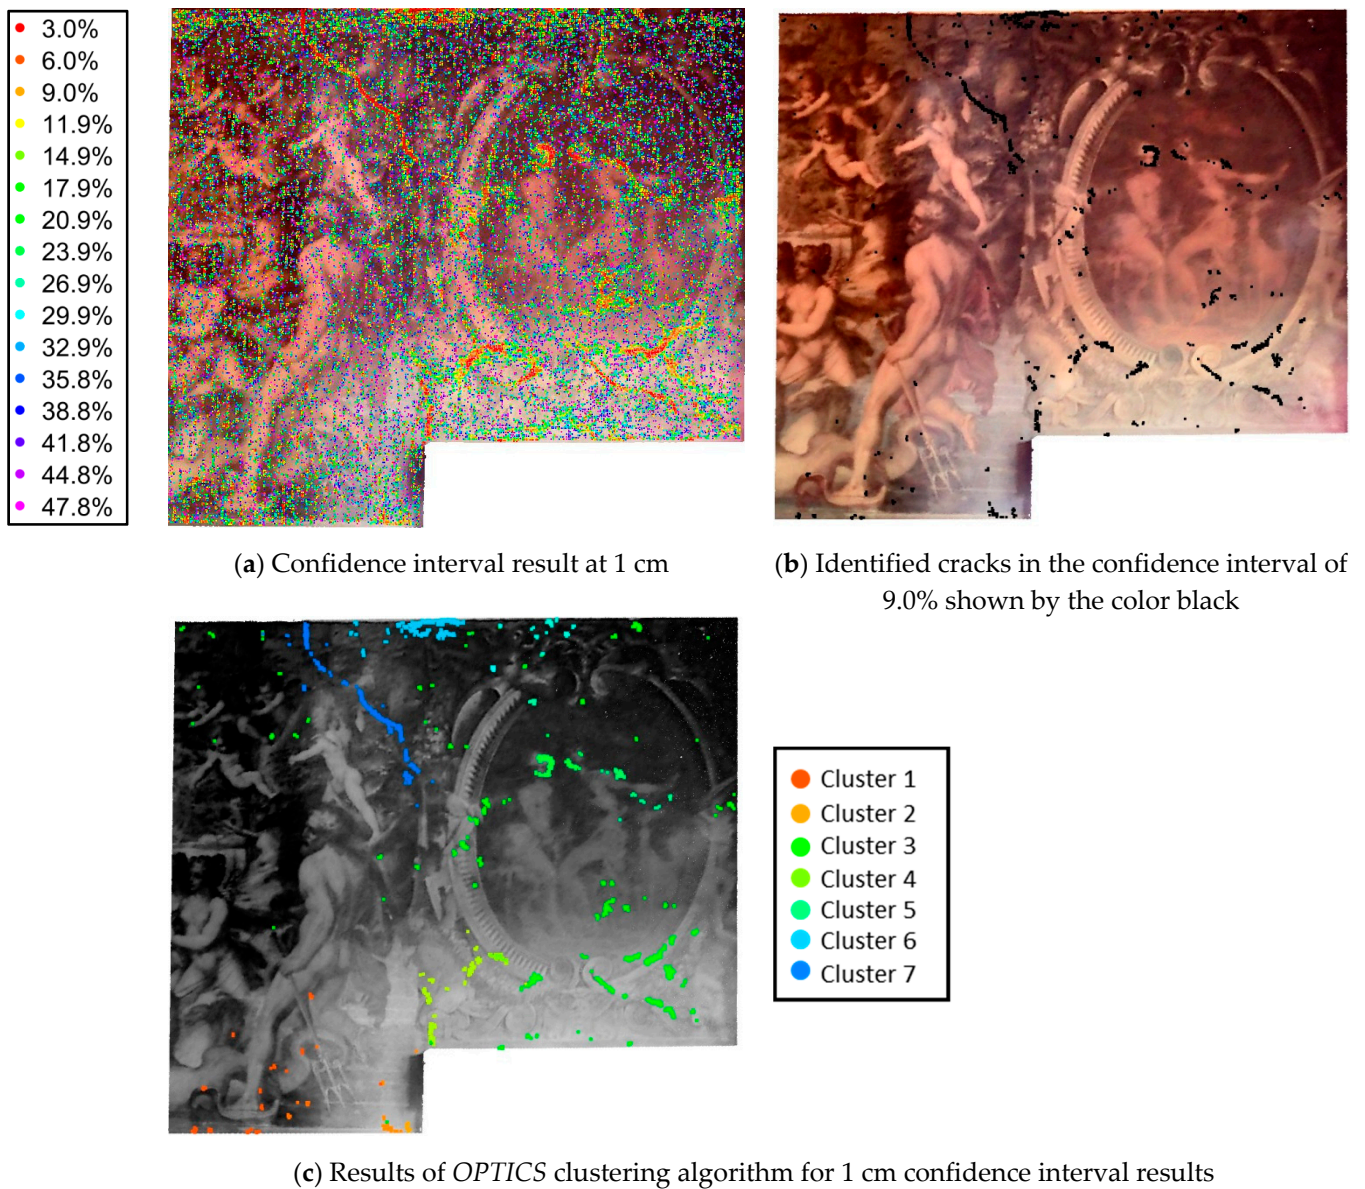 3.0%
6.0%
9.0%
11.9%
14.9%
17.9%
20.9%
23.9%
26.9%
29.9%
32.9%
35.8%
38.8%
41.8%
44.8%
47.8%
(a) Confidence interval result at 1 cm
(b) Identified cracks in the confidence interval of
9.0% shown by the color black
Cluster 1
Cluster 2
Cluster 3
Cluster 4
Cluster 5
Cluster 6
Cluster 7
(c) Results of OPTICS clustering algorithm for 1 cm confidence interval results